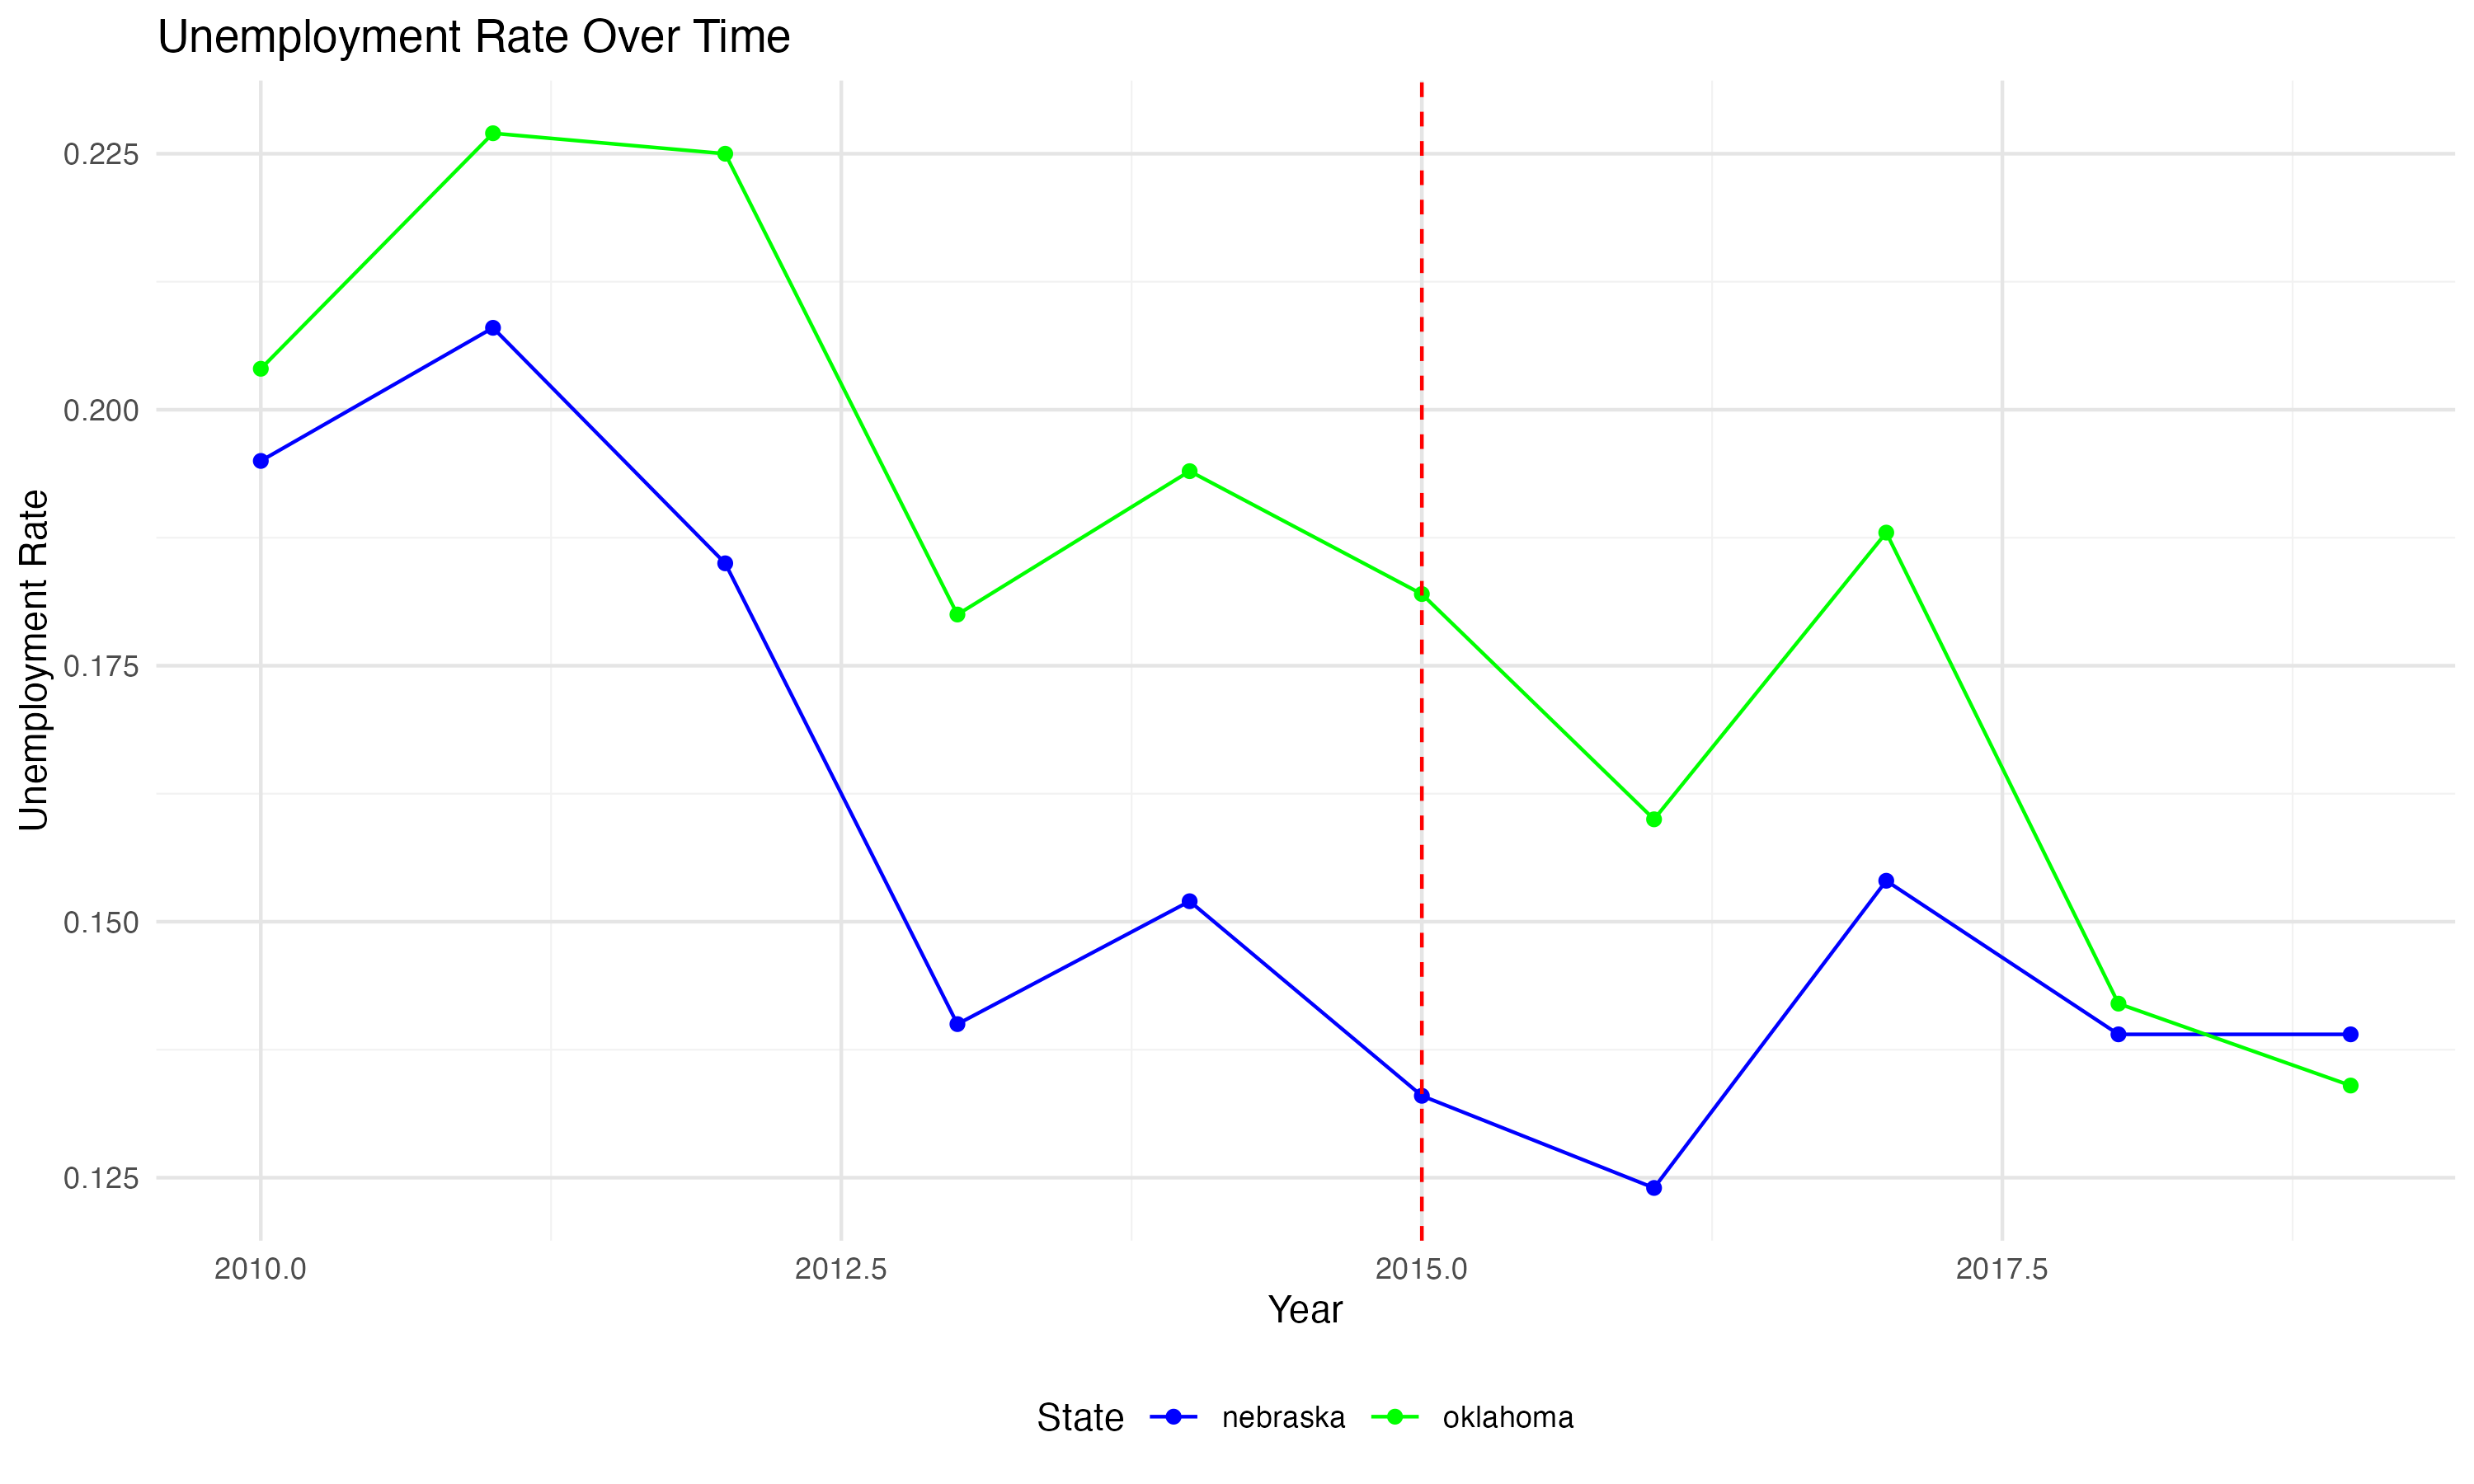 Unemployment Rate Over Time
Unemployment Rate
0.225
0.200
0.175
0.150
0.125
2010.0 2012.5 2015.0 2017.5
Year
State nebraska oklahoma